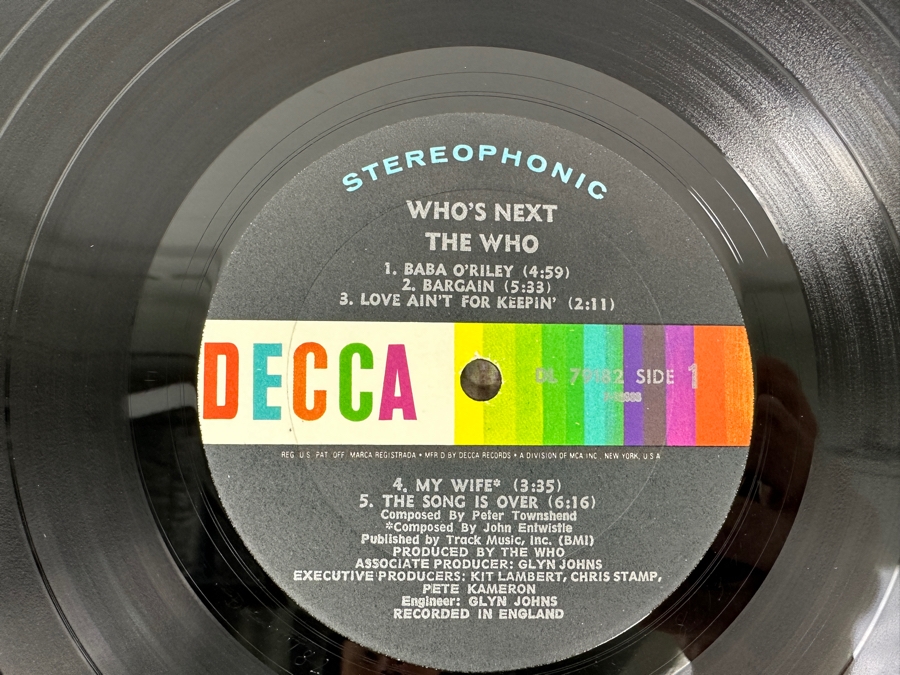 STEREOPHONIC
WHO'S NEXT
THE WHO
1. BABA O'RILEY (4:59)
2. BARGAIN (5:33)
3. LOVE AIN'T FOR KEEPIN' (2:11)
DECCA
DL 79182 SIDE 1
REG. U.S. PAT. OFF. MARCA REGISTRADA • MFR'D BY DECCA RECORDS • A DIVISION OF MCA INC., NEW YORK, U.S.A
4. MY WIFE* (3:35)
5. THE SONG IS OVER (6:16)
Composed By Peter Townshend
*Composed By John Entwistle
Published by Track Music, Inc. (BMI)
PRODUCED BY THE WHO
ASSOCIATE PRODUCER: GLYN JOHNS
EXECUTIVE PRODUCERS: KIT LAMBERT, CHRIS STAMP,
PETE KAMERON
Engineer: GLYN JOHNS
RECORDED IN ENGLAND